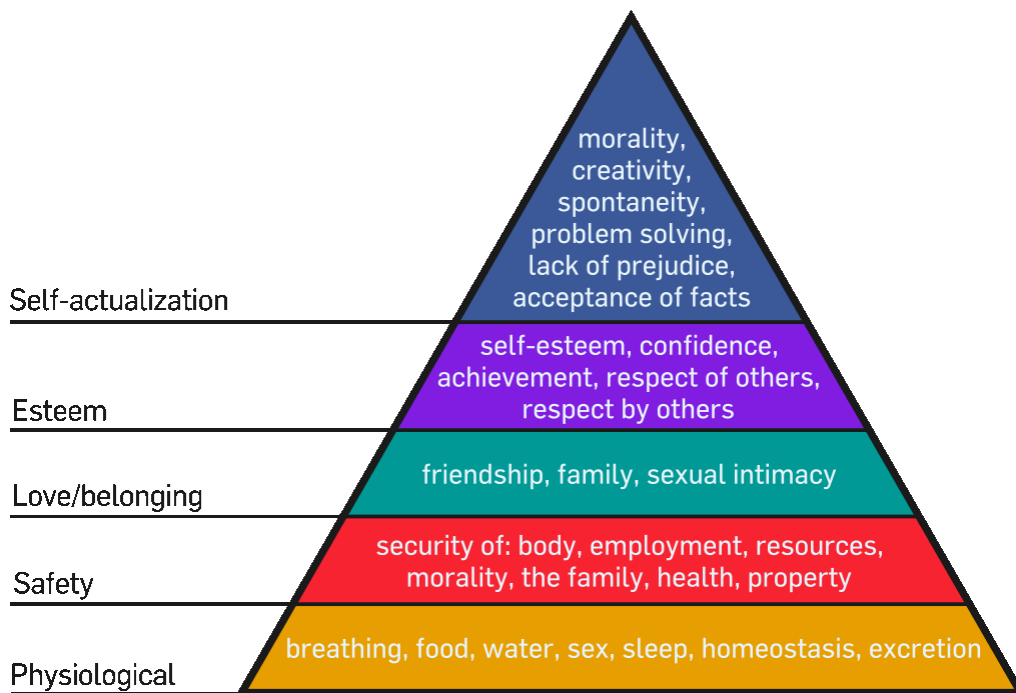 morality,
creativity,
spontaneity,
problem solving,
lack of prejudice,
acceptance of facts
Self-actualization
self-esteem, confidence,
achievement, respect of others,
respect by others
Esteem
friendship, family, sexual intimacy
Love/belonging
security of: body, employment, resources,
morality, the family, health, property
Safety
breathing, food, water, sex, sleep, homeostasis, excretion
Physiological